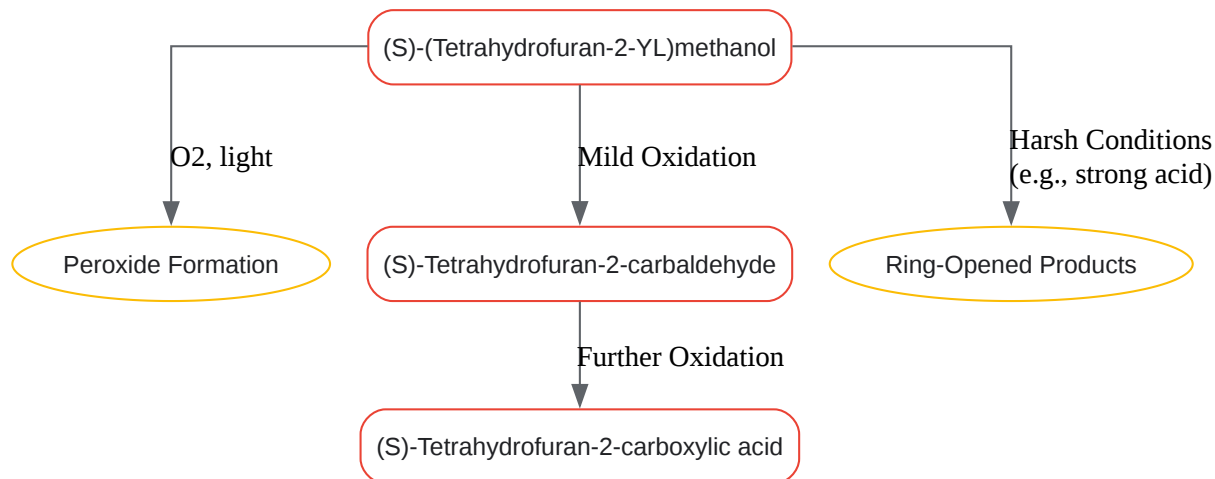 (S)-(Tetrahydrofuran-2-YL)methanol
O2, light
Mild Oxidation
Harsh Conditions
(e.g., strong acid)
Peroxide Formation
(S)-Tetrahydrofuran-2-carbaldehyde
Ring-Opened Products
Further Oxidation
(S)-Tetrahydrofuran-2-carboxylic acid